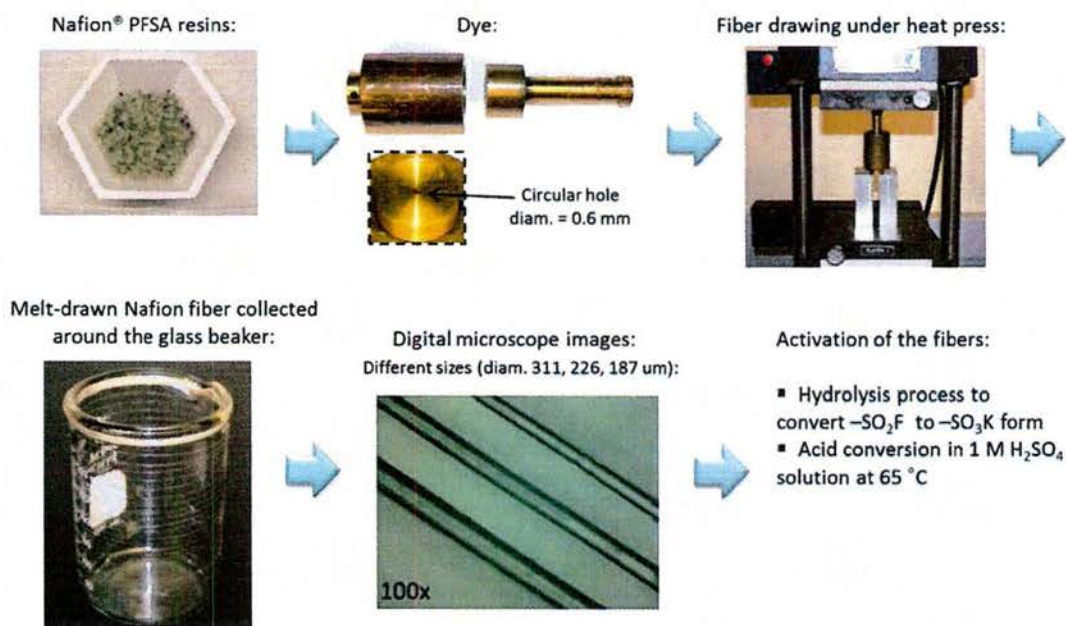 Nafion® PFSA resins:
Dye:
Fiber drawing under heat press:
Circular hole
diam. = 0.6 mm
Melt-drawn Nafion fiber collected
around the glass beaker:
Digital microscope images:
Different sizes (diam. 311, 226, 187 um):
100x
Activation of the fibers:
▪ Hydrolysis process to
convert –SO₂F to –SO₃K form
▪ Acid conversion in 1 M H₂SO₄
solution at 65 °C